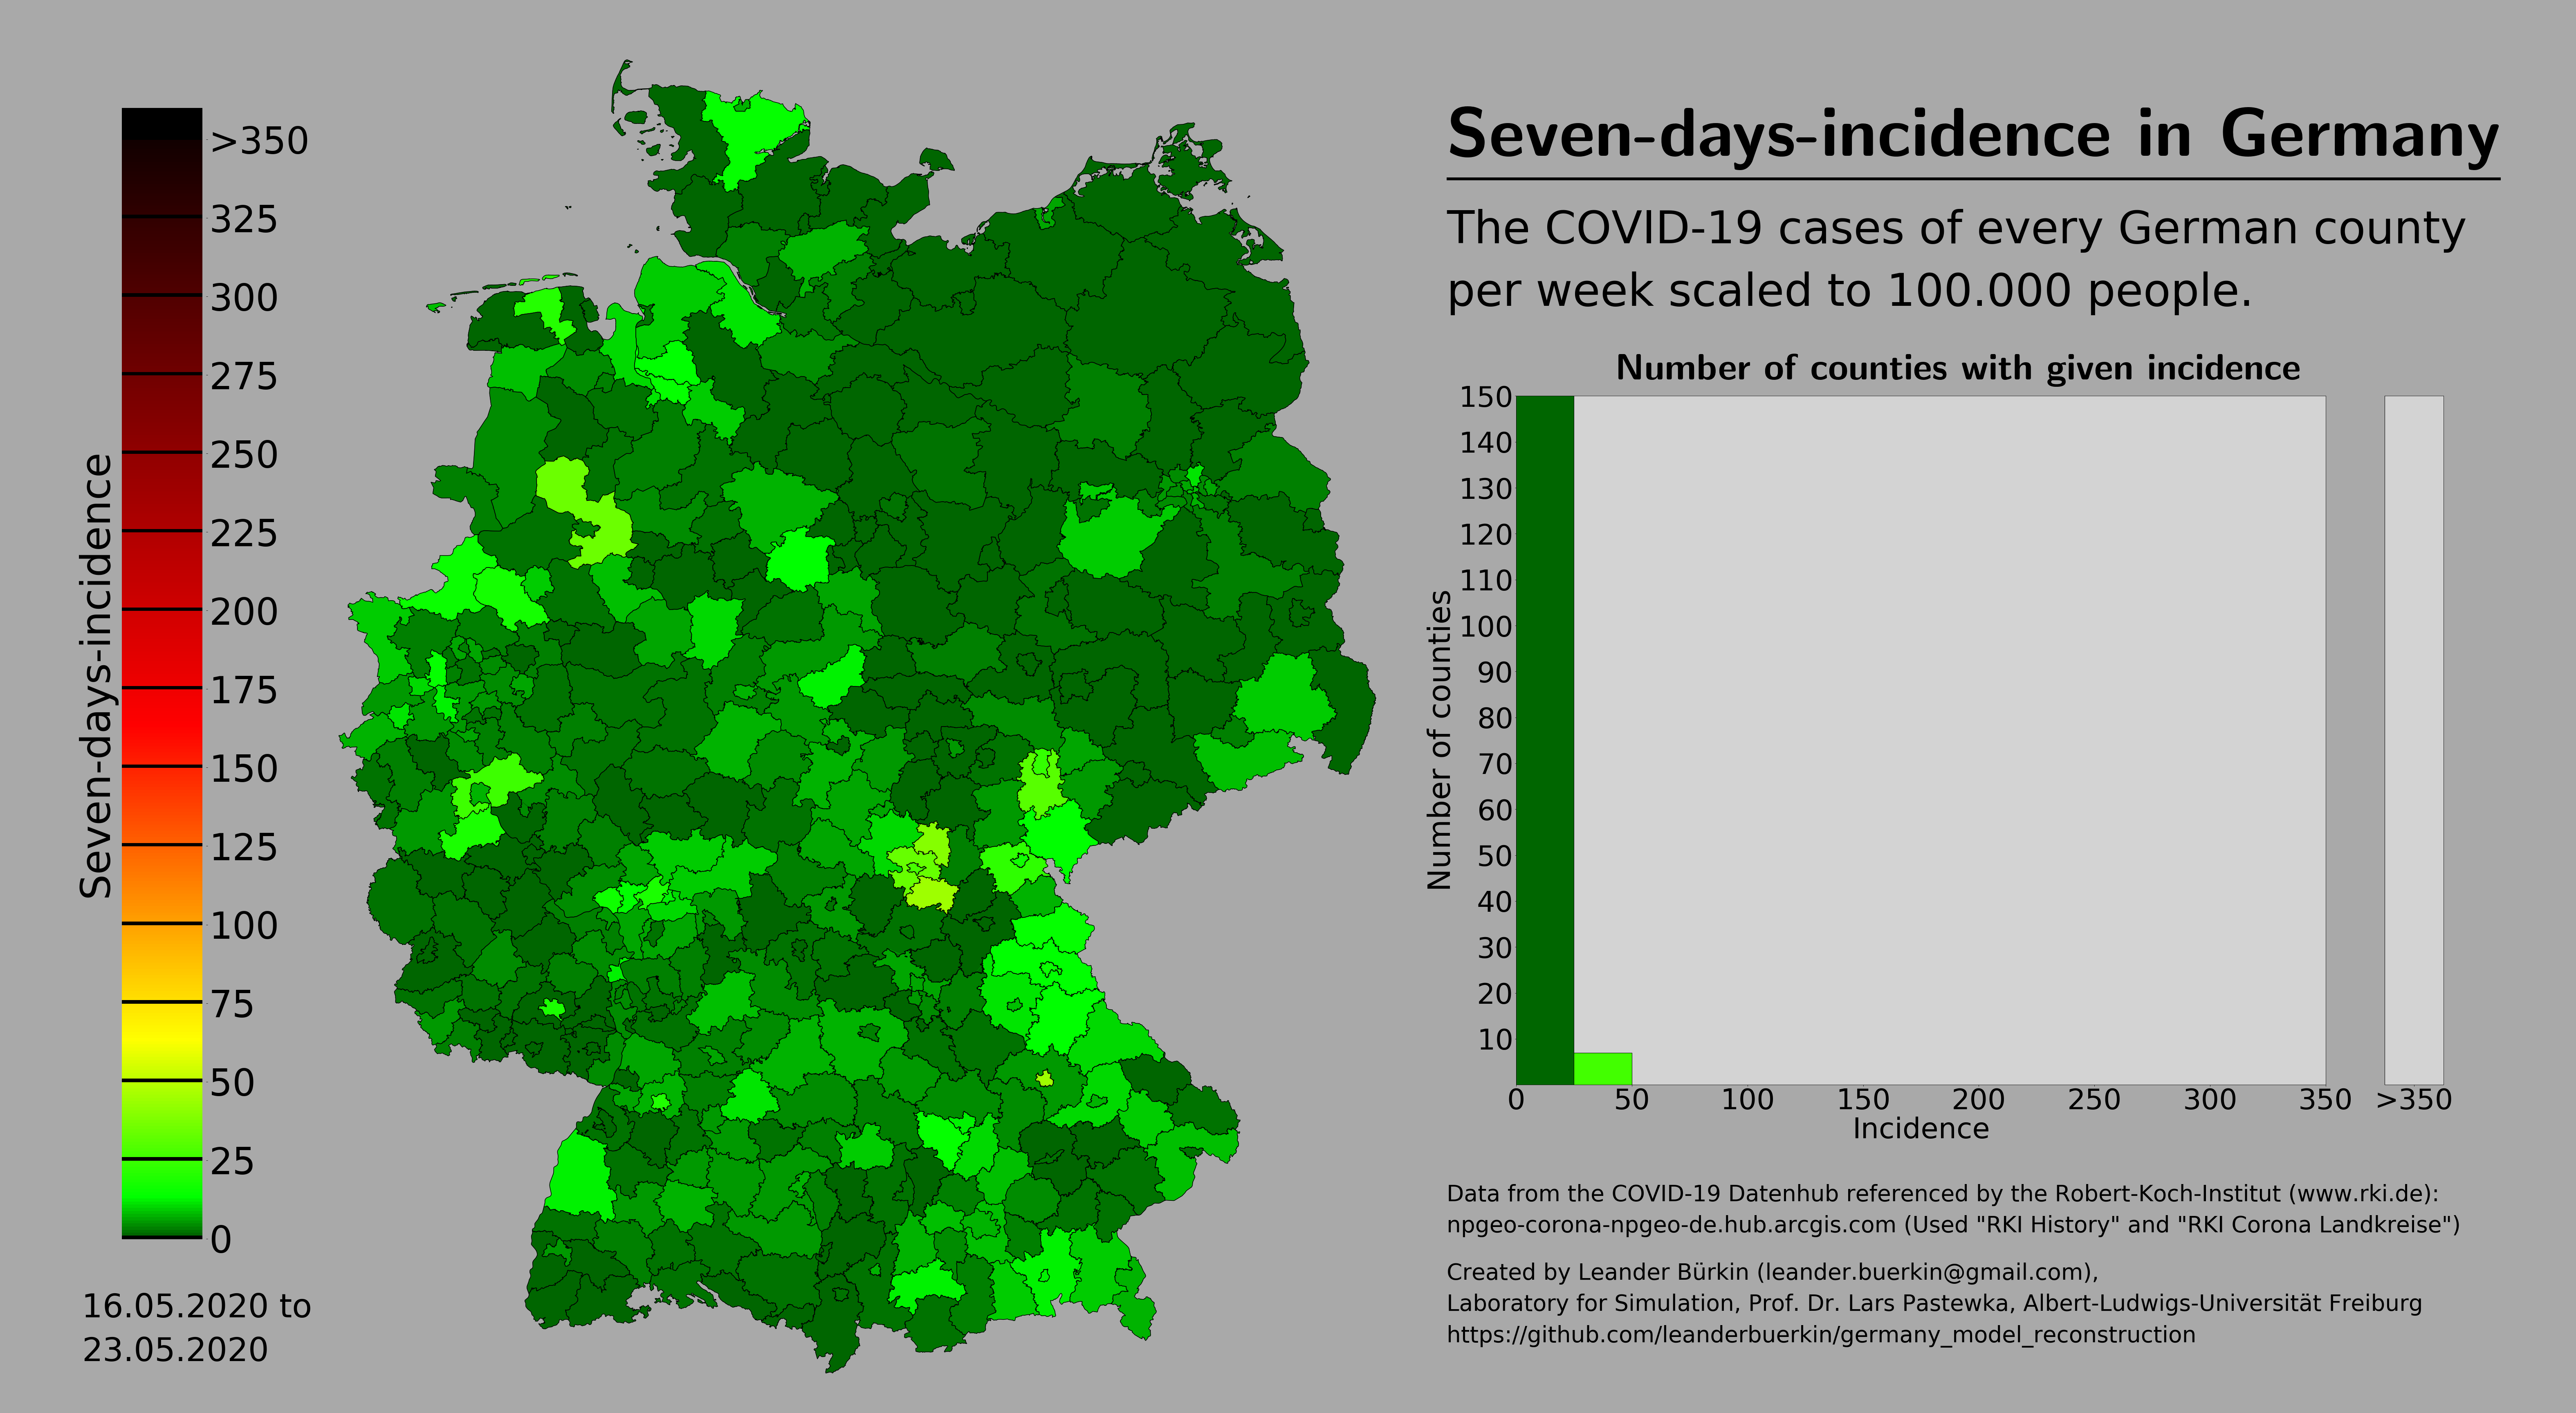 Seven-days-incidence in Germany
The COVID-19 cases of every German county
per week scaled to 100.000 people.
>350
325
300
275
250
225
200
175
150
125
100
75
50
25
0
Seven-days-incidence
16.05.2020 to
23.05.2020
Number of counties with given incidence
150
140
130
120
110
100
90
80
70
60
50
40
30
20
10
Number of counties
0 50 100 150 200 250 300 350 >350
Incidence
Data from the COVID-19 Datenhub referenced by the Robert-Koch-Institut (www.rki.de):
npgeo-corona-npgeo-de.hub.arcgis.com (Used "RKI History" and "RKI Corona Landkreise")
Created by Leander Bürkin (leander.buerkin@gmail.com),
Laboratory for Simulation, Prof. Dr. Lars Pastewka, Albert-Ludwigs-Universität Freiburg
https://github.com/leanderbuerkin/germany_model_reconstruction